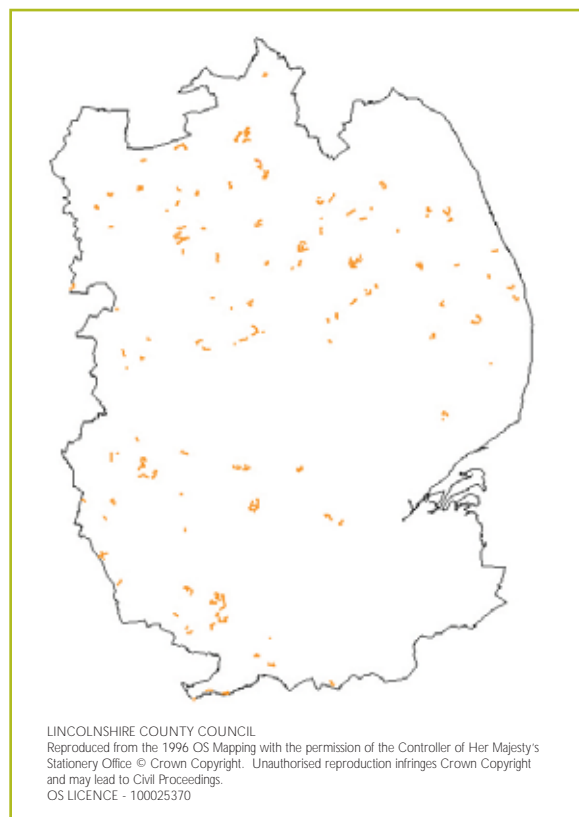 LINCOLNSHIRE COUNTY COUNCIL
Reproduced from the 1996 OS Mapping with the permission of the Controller of Her Majesty's
Stationery Office © Crown Copyright. Unauthorised reproduction infringes Crown Copyright
and may lead to Civil Proceedings.
OS LICENCE - 100025370